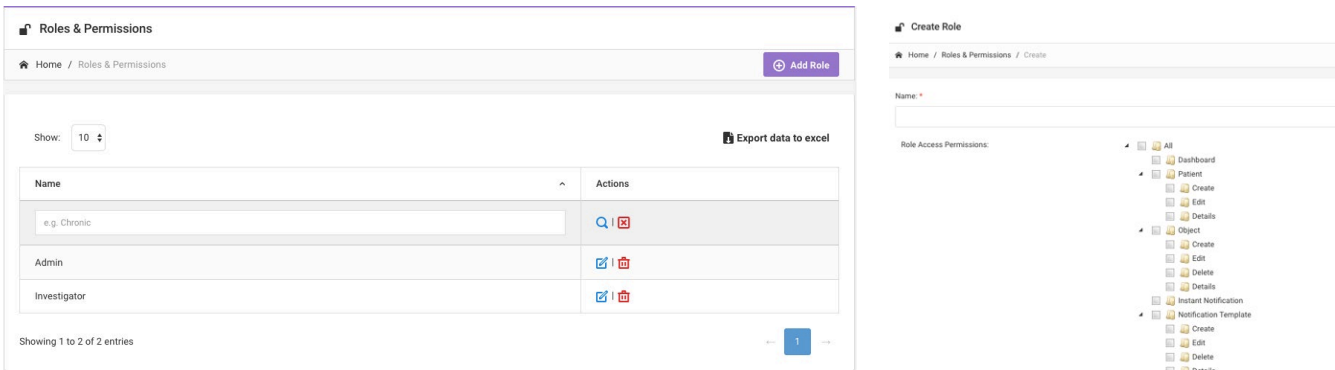 Roles & Permissions
Home / Roles & Permissions
Add Role
Show: 10
Export data to excel
Name Actions
e.g. Chronic
|
Admin |
Investigator |
Showing 1 to 2 of 2 entries
← 1 →
Create Role
Home / Roles & Permissions / Create
Name: *
Role Access Permissions:
All
Dashboard
Patient
Create
Edit
Details
Object
Create
Edit
Delete
Details
Instant Notification
Notification Template
Create
Edit
Delete
Details